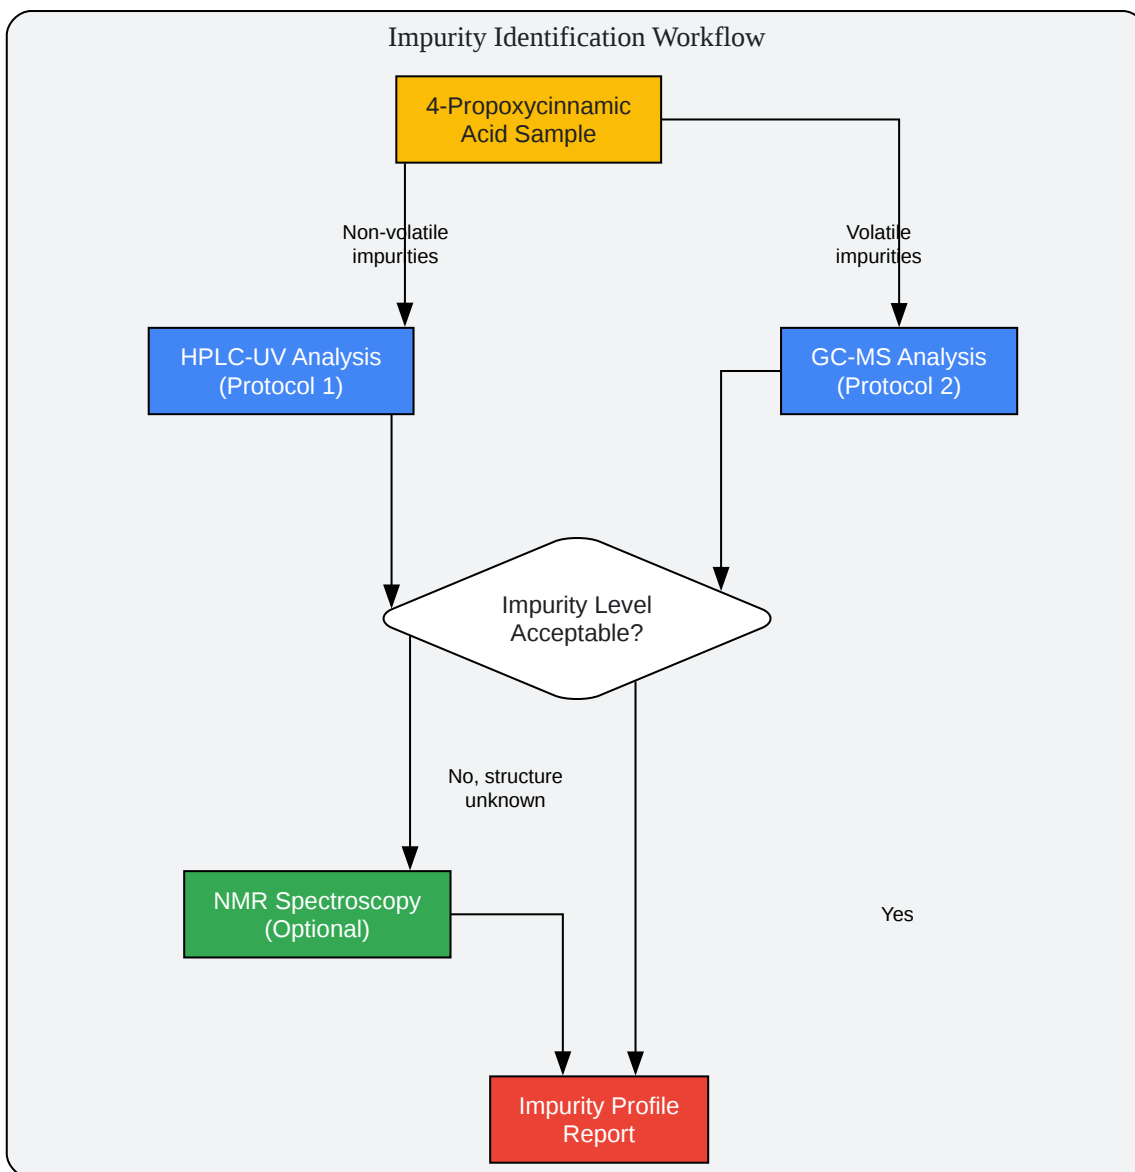 Impurity Identification Workflow
4-Propoxycinnamic
Acid Sample
Non-volatile
impurities
Volatile
impurities
HPLC-UV Analysis
(Protocol 1)
GC-MS Analysis
(Protocol 2)
Impurity Level
Acceptable?
No, structure
unknown
NMR Spectroscopy
(Optional)
Yes
Impurity Profile
Report